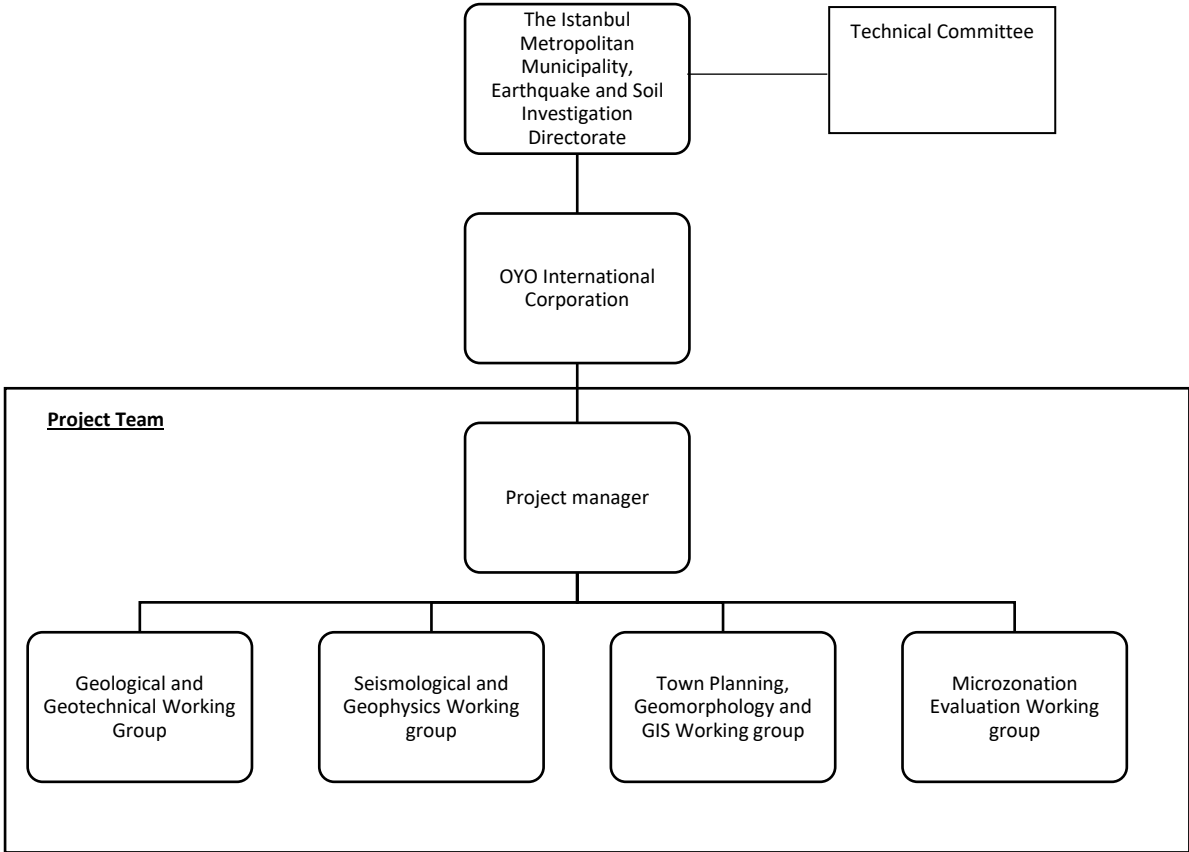 The Istanbul
Metropolitan
Municipality,
Earthquake and Soil
Investigation
Directorate
Technical Committee
OYO International
Corporation
Project Team
Project manager
Geological and
Geotechnical Working
Group
Seismological and
Geophysics Working
group
Town Planning,
Geomorphology and
GIS Working group
Microzonation
Evaluation Working
group